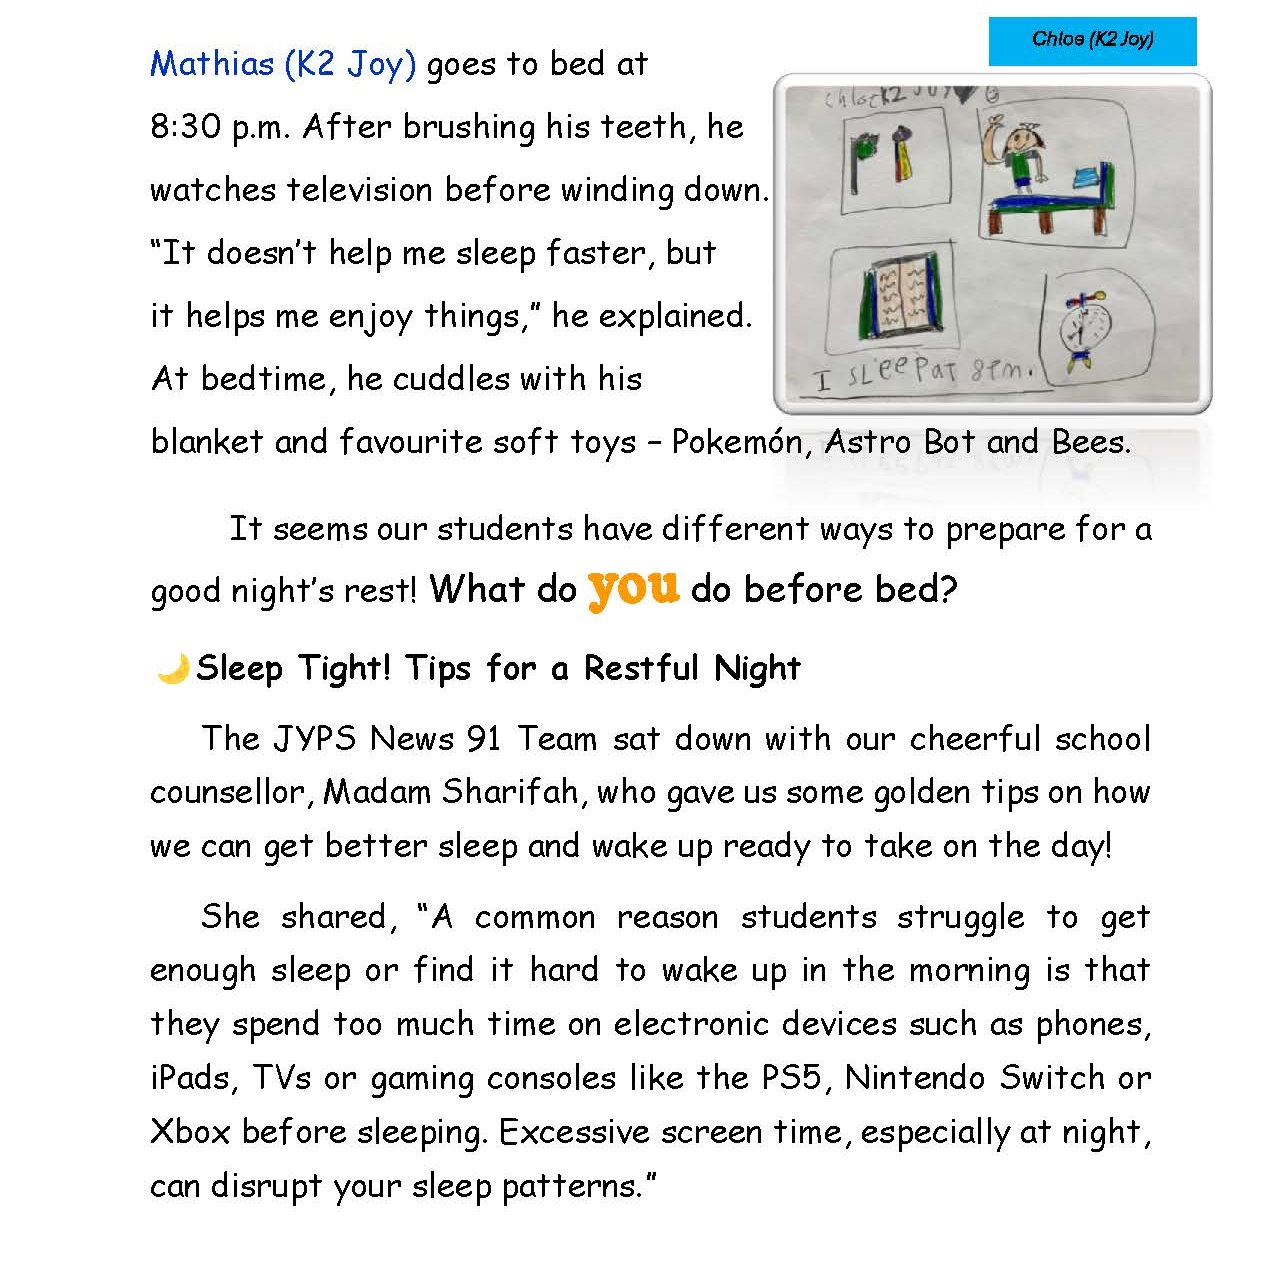 Chloe (K2 Joy)
Mathias (K2 Joy) goes to bed at
8:30 p.m. After brushing his teeth, he
watches television before winding down.
“It doesn’t help me sleep faster, but
it helps me enjoy things,” he explained.
At bedtime, he cuddles with his
blanket and favourite soft toys – Pokemón, Astro Bot and Bees.
Chloe K2 JOY
I sleep at 8pm.
It seems our students have different ways to prepare for a
good night’s rest! What do you do before bed?
Sleep Tight! Tips for a Restful Night
The JYPS News 91 Team sat down with our cheerful school
counsellor, Madam Sharifah, who gave us some golden tips on how
we can get better sleep and wake up ready to take on the day!
She shared, “A common reason students struggle to get
enough sleep or find it hard to wake up in the morning is that
they spend too much time on electronic devices such as phones,
iPads, TVs or gaming consoles like the PS5, Nintendo Switch or
Xbox before sleeping. Excessive screen time, especially at night,
can disrupt your sleep patterns.”